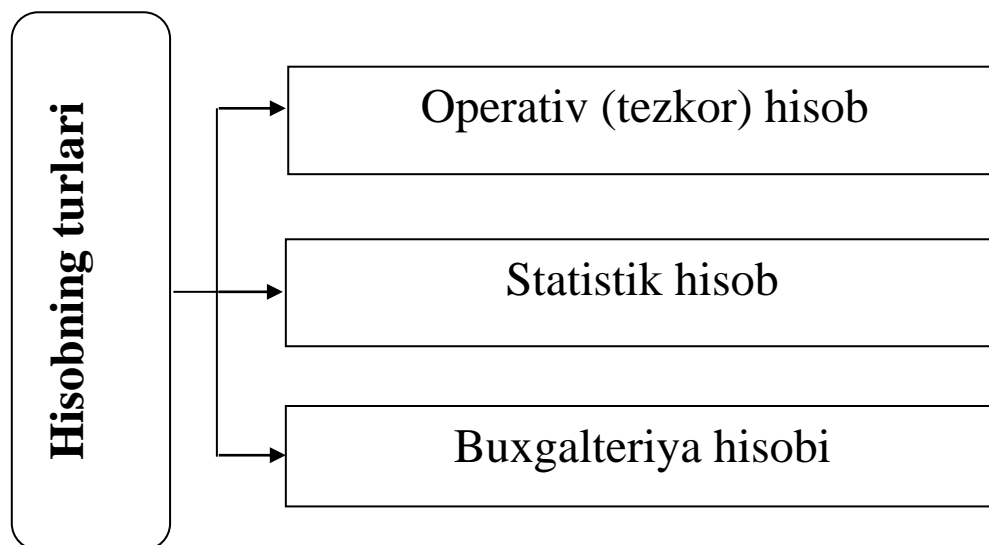 Hisobning turlari
Operativ (tezkor) hisob
Statistik hisob
Buxgalteriya hisobi